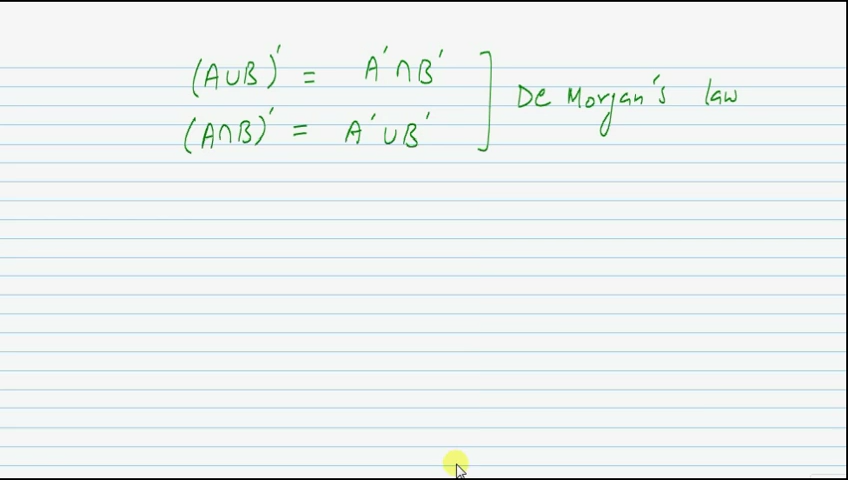 (A∪B)' = A'∩B'
De Morgan's law
(A∩B)' = A'∪B'